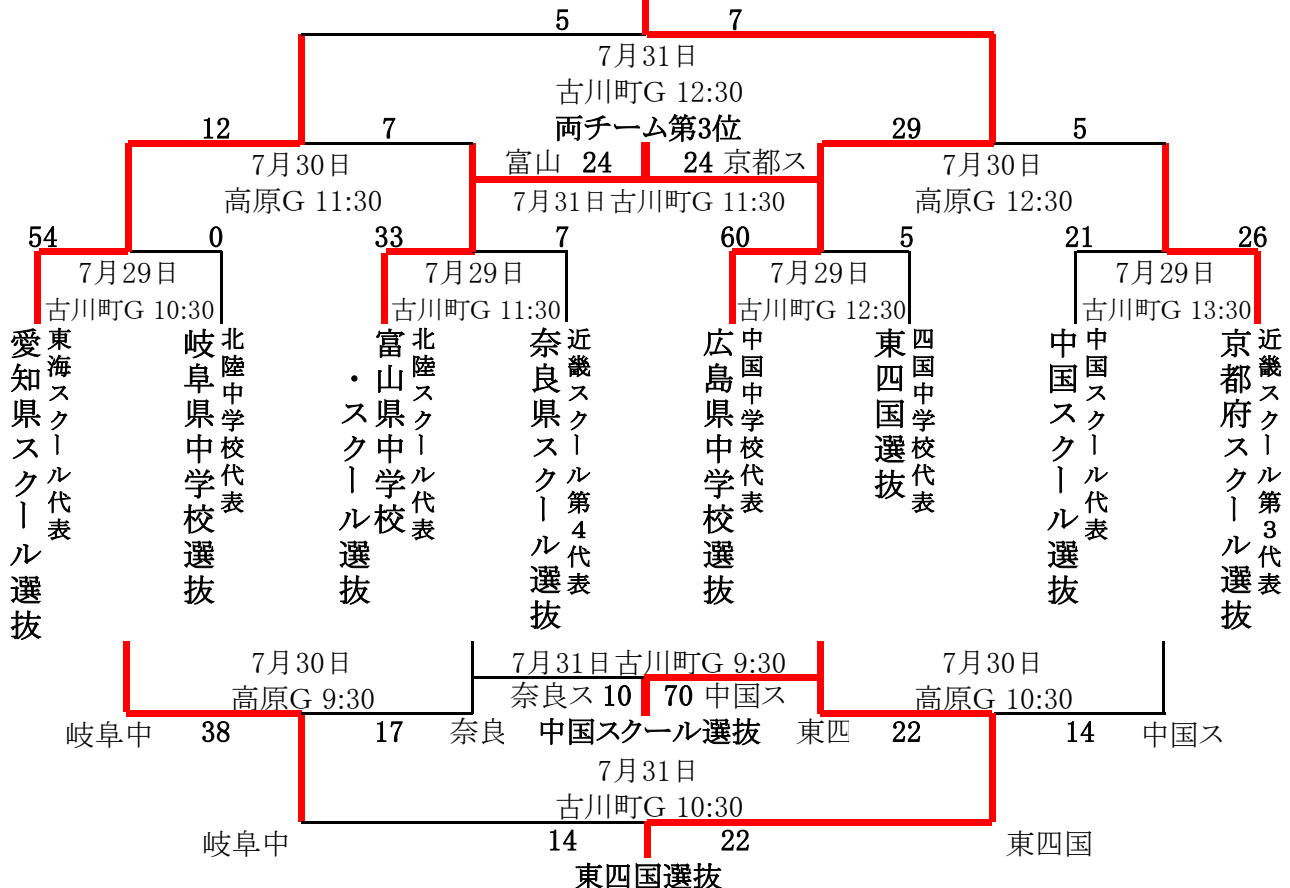 5 7
7月31日
古川町G 12:30
両チーム第3位
12 7 29 5
7月30日
高原G 11:30
富山 24 24 京都ス
7月31日古川町G 11:30
7月30日
高原G 12:30
54 0 33 7 60 5 21 26
7月29日
古川町G 10:30
7月29日
古川町G 11:30
7月29日
古川町G 12:30
7月29日
古川町G 13:30
東海スクール代表
愛知県スクール選抜
北陸中学校代表
岐阜県中学校選抜
北陸スクール代表
富山県中学校
・スクール選抜
近畿スクール第4代表
奈良県スクール選抜
中国中学校代表
広島県中学校選抜
四国中学校代表
東四国選抜
中国スクール代表
中国スクール選抜
近畿スクール第3代表
京都府スクール選抜
7月30日
高原G 9:30
7月31日古川町G 9:30
奈良ス 10 70 中国ス
中国スクール選抜
7月30日
高原G 10:30
岐阜中 38 17 奈良
東四 22 14 中国ス
7月31日
古川町G 10:30
岐阜中 14 22 東四国
東四国選抜